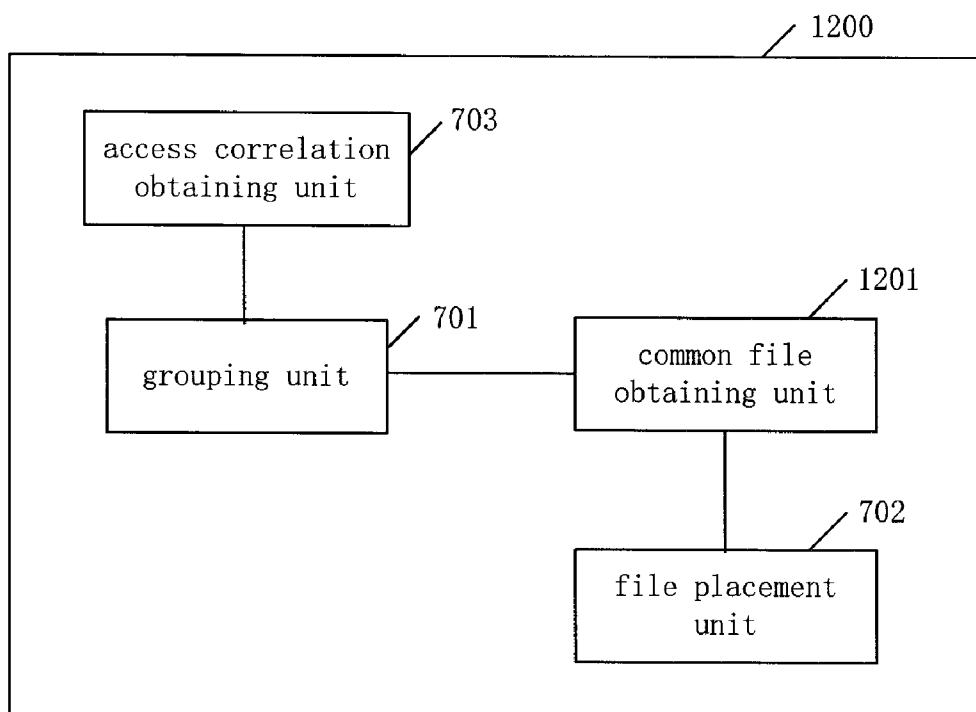 1200
703
access correlation
obtaining unit
701
grouping unit
1201
common file
obtaining unit
702
file placement
unit